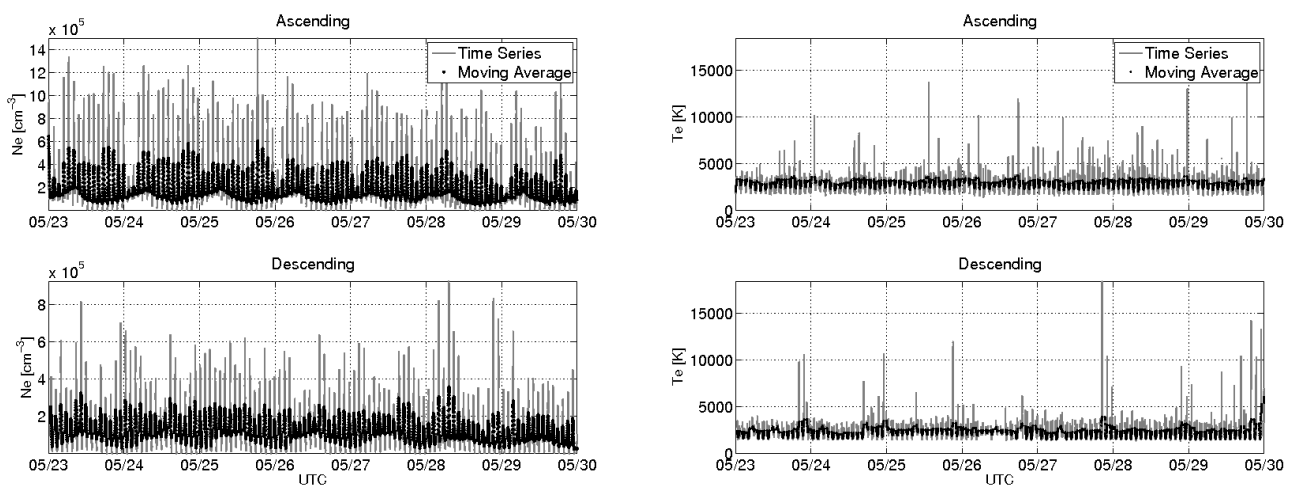 Ascending
x 10^5
Time Series
Moving Average
Ne [cm^-3]
14
12
10
8
6
4
2
05/23 05/24 05/25 05/26 05/27 05/28 05/29 05/30
Ascending
Time Series
Moving Average
Te [K]
15000
10000
5000
0
05/23 05/24 05/25 05/26 05/27 05/28 05/29 05/30
Descending
x 10^5
Ne [cm^-3]
8
6
4
2
05/23 05/24 05/25 05/26 05/27 05/28 05/29 05/30
UTC
Descending
Te [K]
15000
10000
5000
0
05/23 05/24 05/25 05/26 05/27 05/28 05/29 05/30
UTC